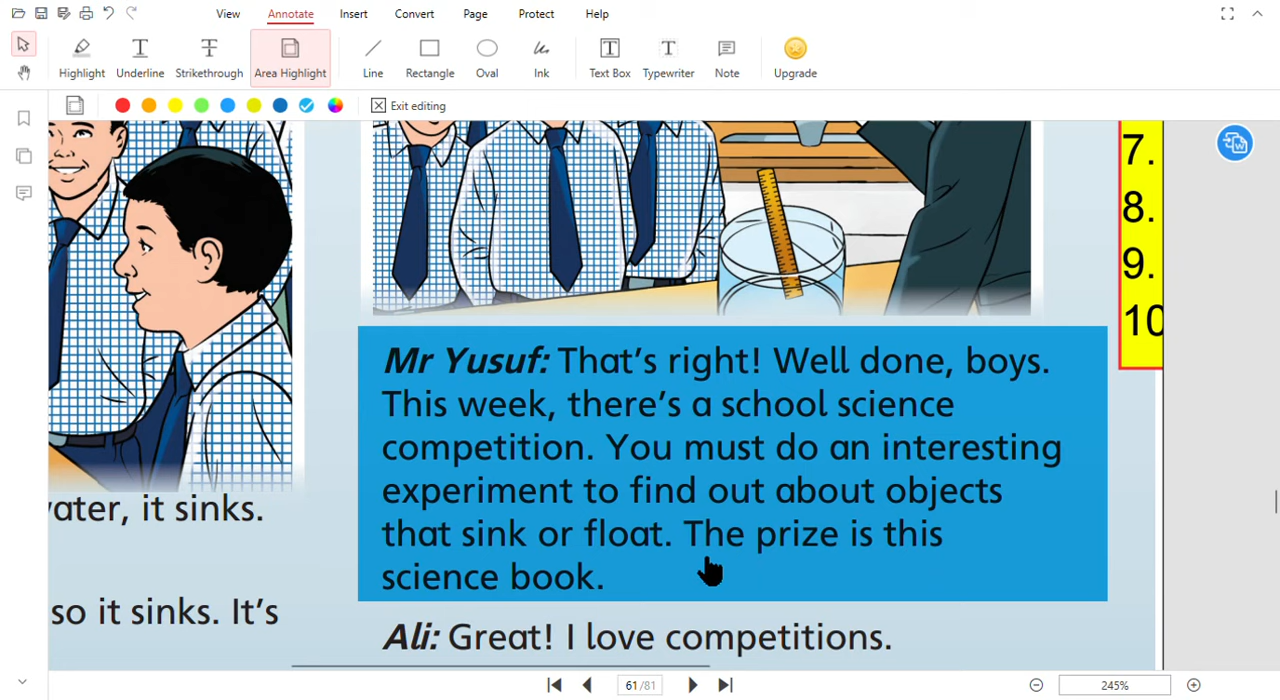 View Annotate Insert Convert Page Protect Help
Highlight Underline Strikethrough Area Highlight Line Rectangle Oval Ink Text Box Typewriter Note Upgrade
Exit editing
7.
8.
9.
10
Mr Yusuf: That's right! Well done, boys.
This week, there's a school science
competition. You must do an interesting
experiment to find out about objects
that sink or float. The prize is this
science book.
Ali: Great! I love competitions.
ater, it sinks.
so it sinks. It's
61/81
245%